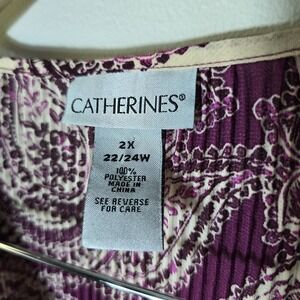 CATHERINES®
2X
22/24W
100%
POLYESTER
MADE IN
CHINA
SEE REVERSE
FOR CARE